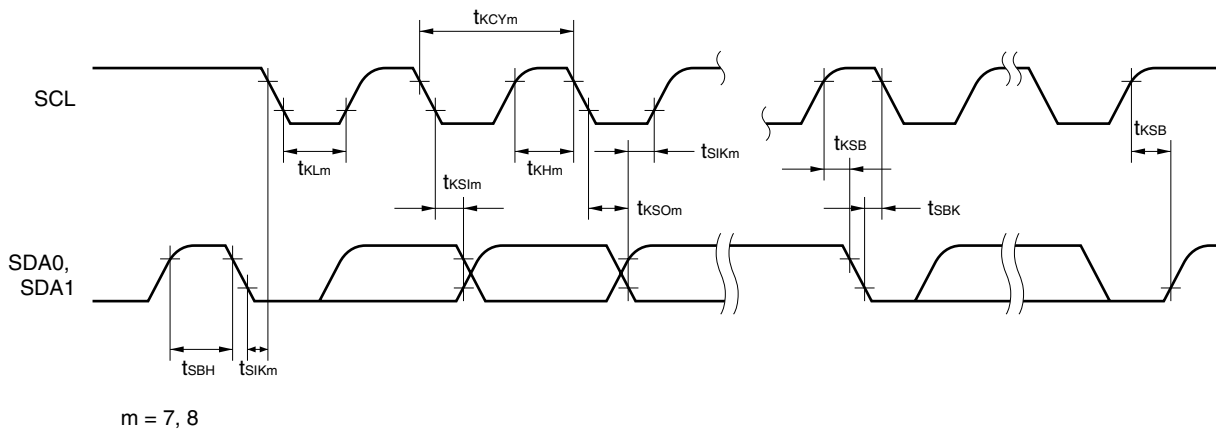 tKCYm
SCL
tKLm
tKHm
tSIKm
tKSB
tKSB
tKSIm
tKSOm
tSBK
SDA0,
SDA1
tSBH
tSIKm
m = 7, 8